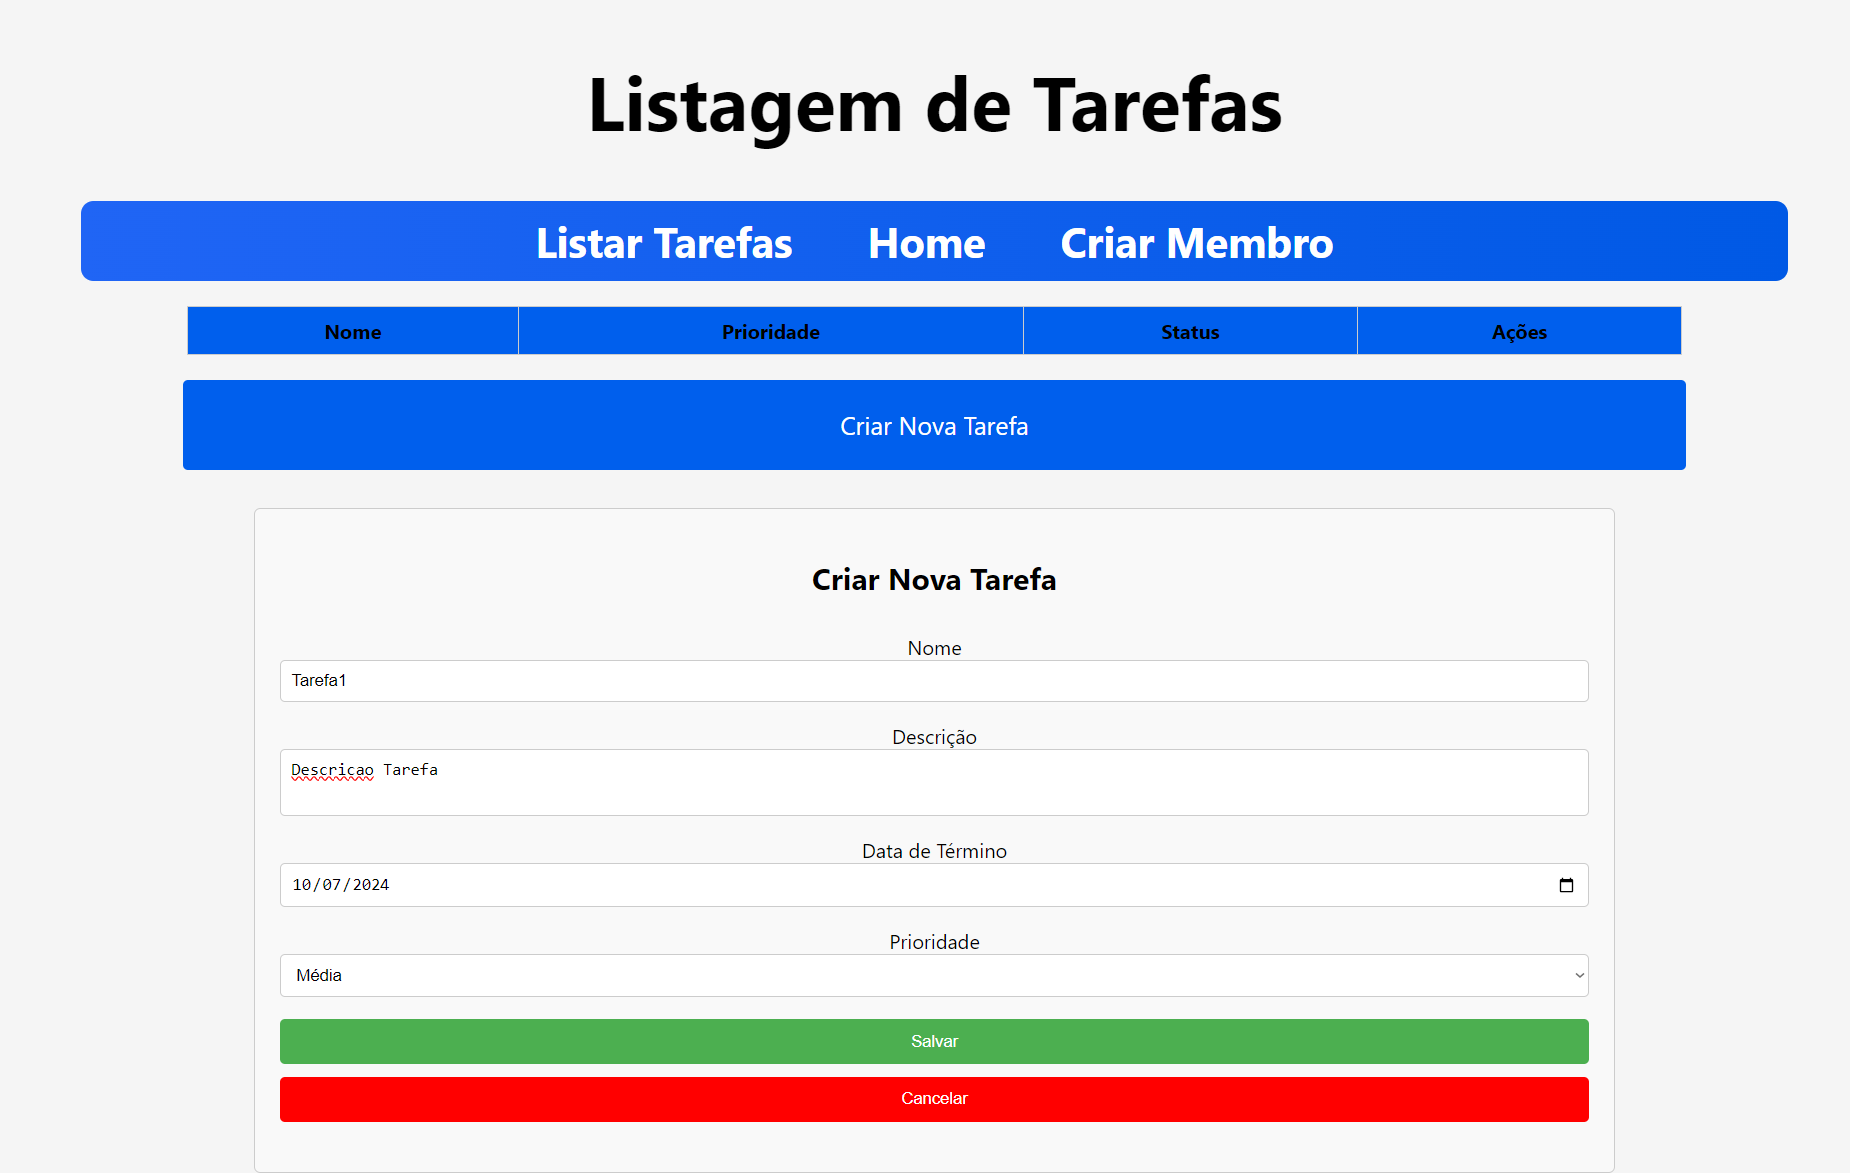 Listagem de Tarefas
Listar Tarefas Home Criar Membro
Nome Prioridade Status Ações
Criar Nova Tarefa
Criar Nova Tarefa
Nome
Tarefa1
Descrição
Descricao Tarefa
Data de Término
10/07/2024
Prioridade
Média
Salvar
Cancelar